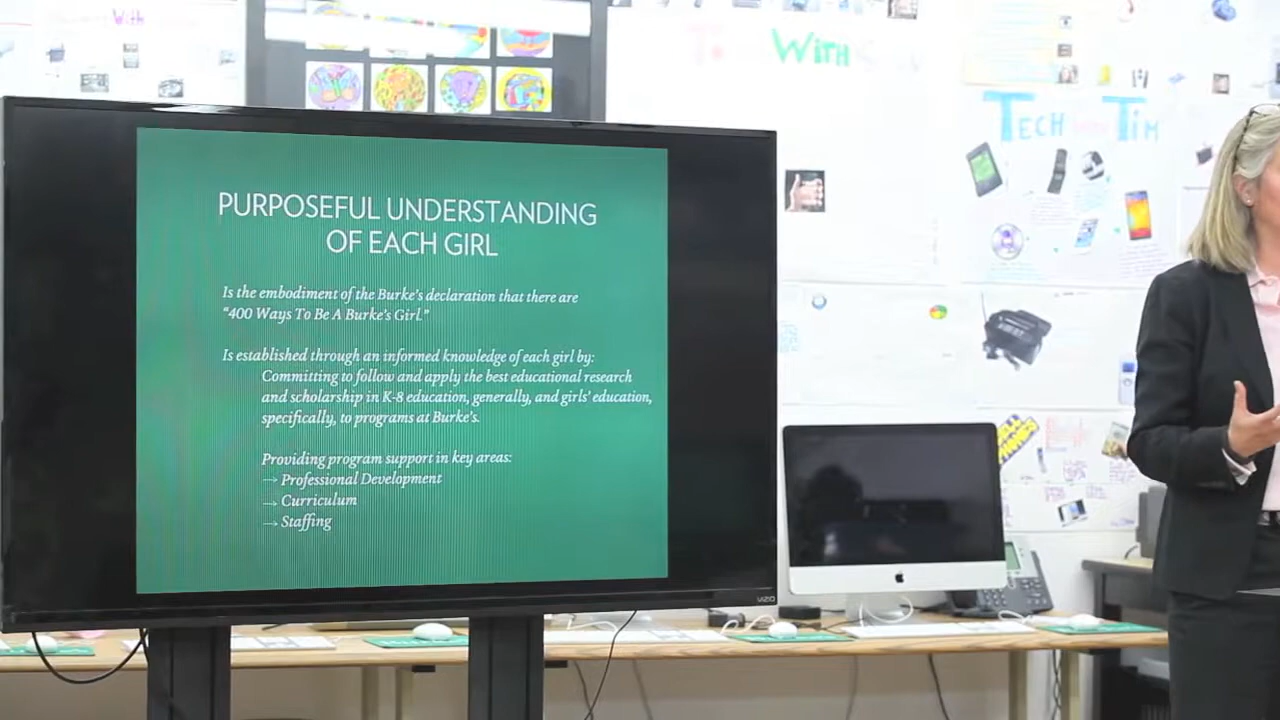 With
With
TECH WITH TIM
PURPOSEFUL UNDERSTANDING
OF EACH GIRL
Is the embodiment of the Burke's declaration that there are
“400 Ways To Be A Burke's Girl.”
Is established through an informed knowledge of each girl by:
Committing to follow and apply the best educational research
and scholarship in K-8 education, generally, and girls' education,
specifically, to programs at Burke's.
Providing program support in key areas:
→ Professional Development
→ Curriculum
→ Staffing
VIZIO